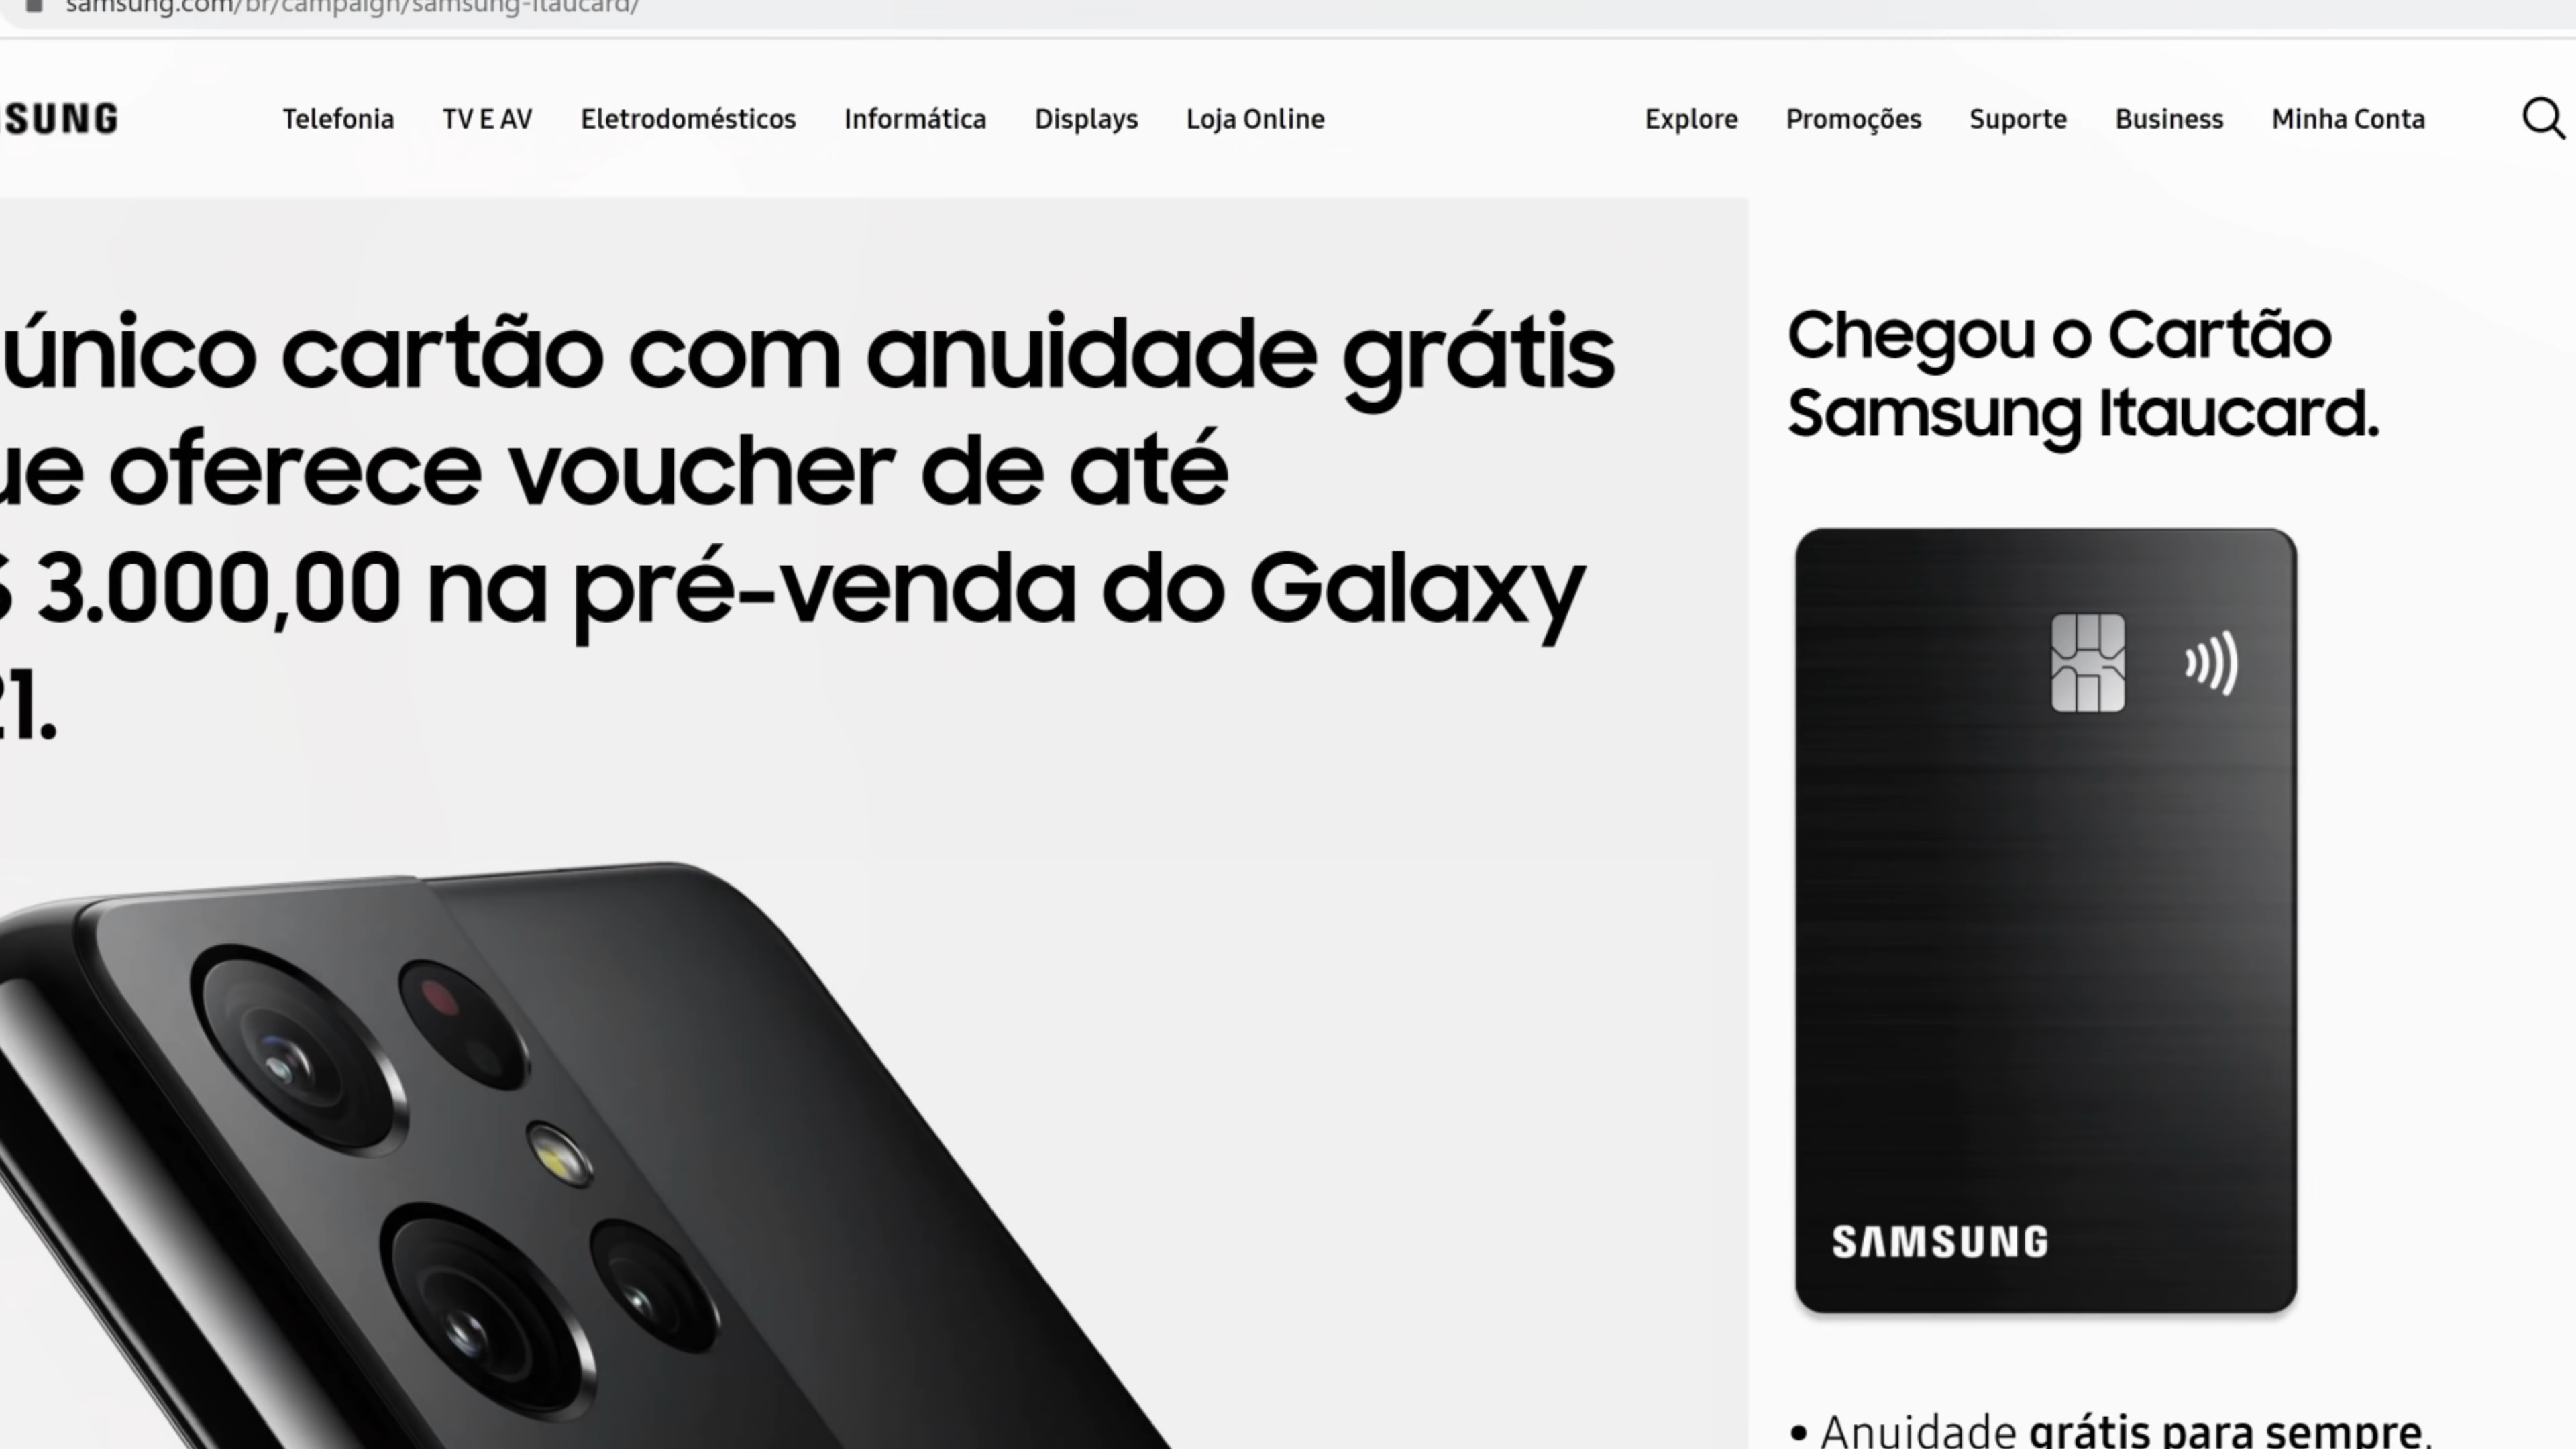 samsung.com/br/campaign/samsung-itaucard/
SUNG
Telefonia TV E AV Eletrodomésticos Informática Displays Loja Online Explore Promoções Suporte Business Minha Conta
único cartão com anuidade grátis
ue oferece voucher de até
$ 3.000,00 na pré-venda do Galaxy
21.
Chegou o Cartão
Samsung Itaucard.
SAMSUNG
• Anuidade grátis para sempre.